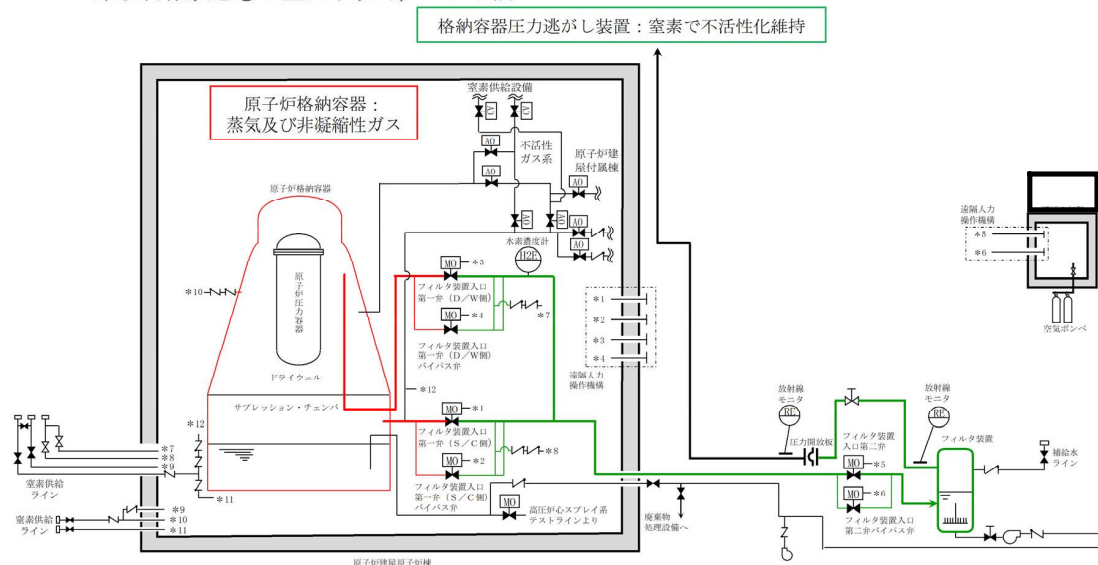 格納容器圧力逃がし装置：窒素で不活性化維持
原子炉格納容器：
蒸気及び非凝縮性ガス
窒素供給設備
AO
AO
AO
不活性
ガス系
AO
原子炉建
屋付属棟
AO
AO
AO
AO
AO
水素濃度計
H2E
原子炉格納容器
原子炉圧力容器
ドライウェル
サプレッション・チェンバ
*10
MO
*3
フィルタ装置入口
第一弁（D／W側）
MO
*4
*7
フィルタ装置入口
第一弁（D／W側）
バイパス弁
*12
MO
*1
フィルタ装置入口
第一弁（S／C側）
MO
*2
*8
フィルタ装置入口
第一弁（S／C側）
バイパス弁
*1
*2
*3
*4
遠隔人力
操作機構
遠隔人力
操作機構
*5
*6
空気ボンベ
*12
*11
*7
*8
*9
窒素供給
ライン
*9
*10
*11
窒素供給
ライン
MO
高圧炉心スプレイ系
テストラインより
廃棄物
処理設備へ
放射線
モニタ
RE
圧力開放板
放射線
モニタ
RE
フィルタ装置
フィルタ装置
入口第二弁
MO
*5
MO
*6
フィルタ装置入口
第二弁バイパス弁
補給水
ライン
原子炉建屋原子炉棟